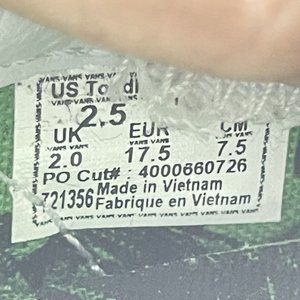 US Toddl
2.5
UK EUR CM
2.0 17.5 7.5
PO Cut# : 4000660726
721356 Made in Vietnam
Fabrique en Vietnam